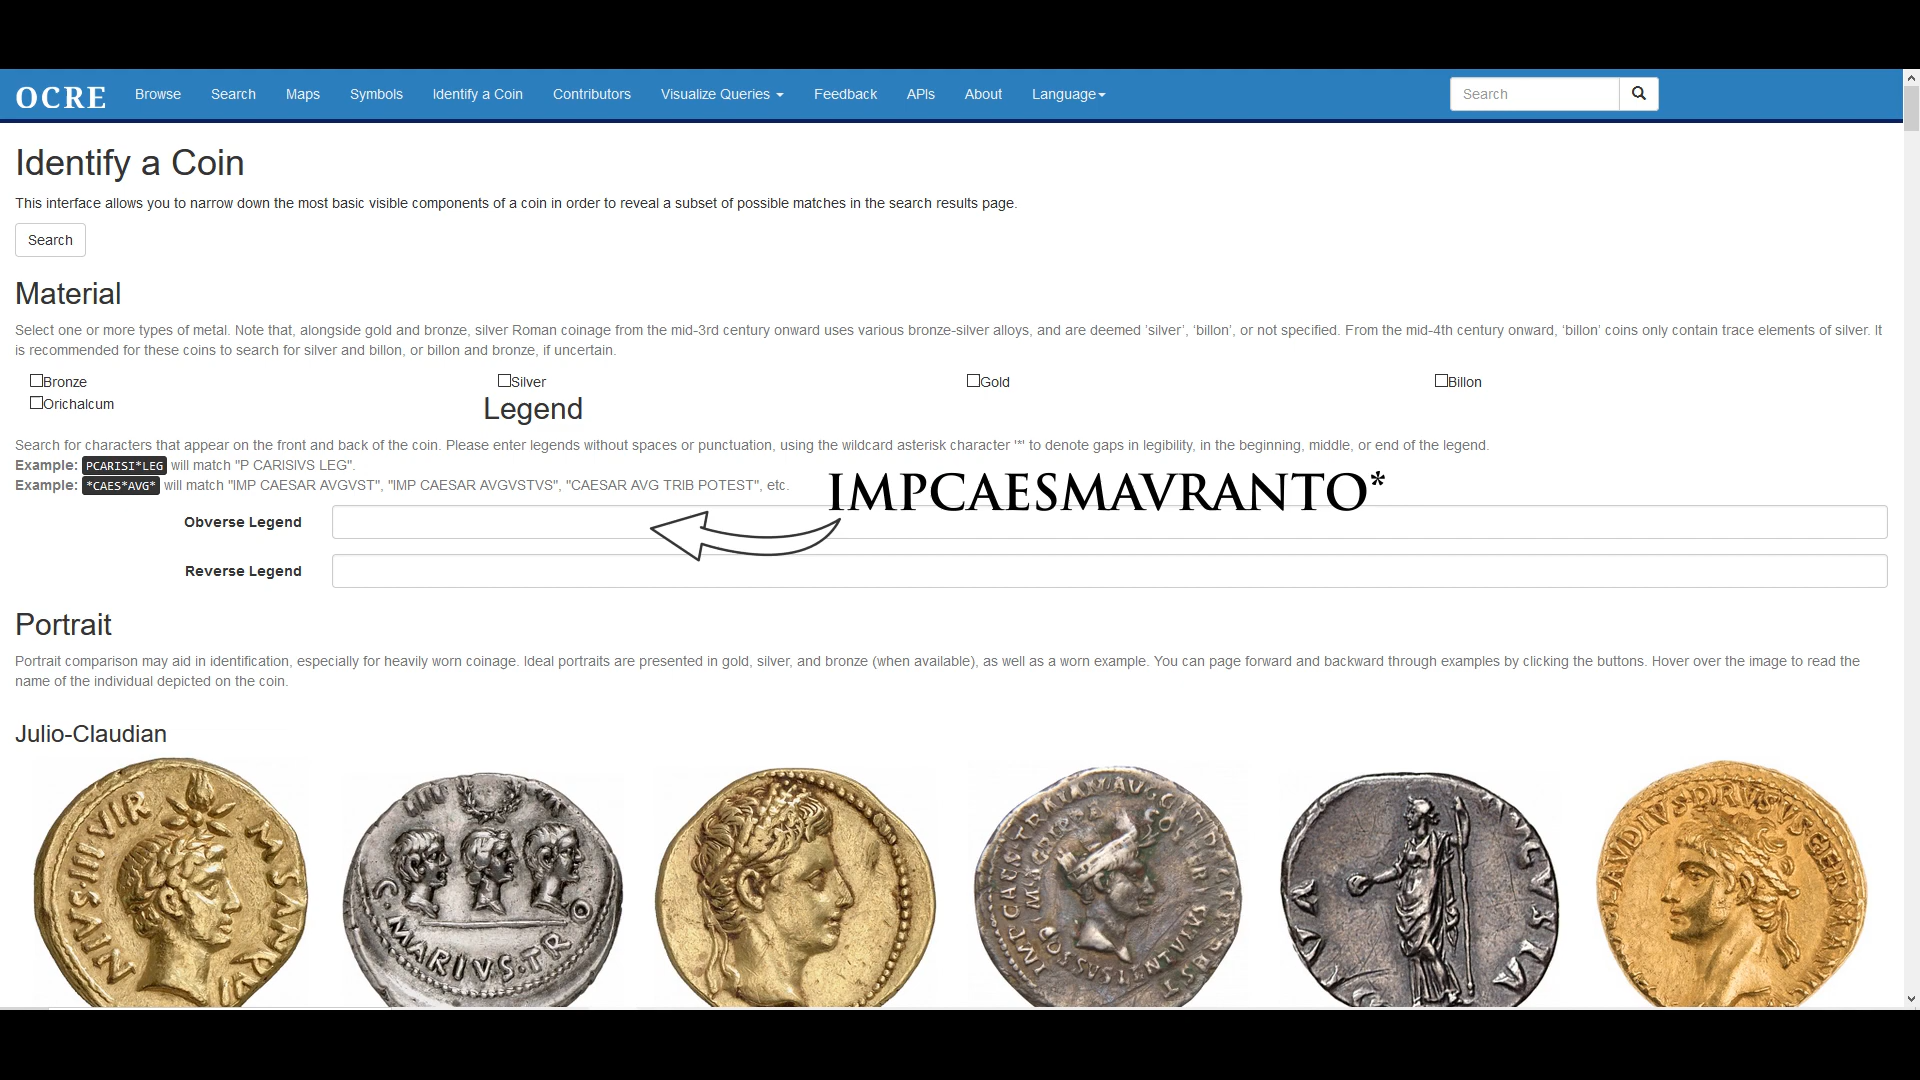 OCRE Browse Search Maps Symbols Identify a Coin Contributors Visualize Queries Feedback APIs About Language Search
Identify a Coin
This interface allows you to narrow down the most basic visible components of a coin in order to reveal a subset of possible matches in the search results page.
Search
Material
Select one or more types of metal. Note that, alongside gold and bronze, silver Roman coinage from the mid-3rd century onward uses various bronze-silver alloys, and are deemed 'silver', 'billon', or not specified. From the mid-4th century onward, 'billon' coins only contain trace elements of silver. It
is recommended for these coins to search for silver and billon, or billon and bronze, if uncertain.
Bronze Silver Gold Billon
Orichalcum
Legend
Search for characters that appear on the front and back of the coin. Please enter legends without spaces or punctuation, using the wildcard asterisk character '*' to denote gaps in legibility, in the beginning, middle, or end of the legend.
Example: PCARISI*LEG will match "P CARISIVS LEG".
Example: *CAES*AVG* will match "IMP CAESAR AVGVST", "IMP CAESAR AVGVSTVS", "CAESAR AVG TRIB POTEST", etc.
IMPCAESMAVRANTO*
Obverse Legend
Reverse Legend
Portrait
Portrait comparison may aid in identification, especially for heavily worn coinage. Ideal portraits are presented in gold, silver, and bronze (when available), as well as a worn example. You can page forward and backward through examples by clicking the buttons. Hover over the image to read the
name of the individual depicted on the coin.
Julio-Claudian
NIVS·III·VIR
M·SANQVI
C·MARIVS·TR·O